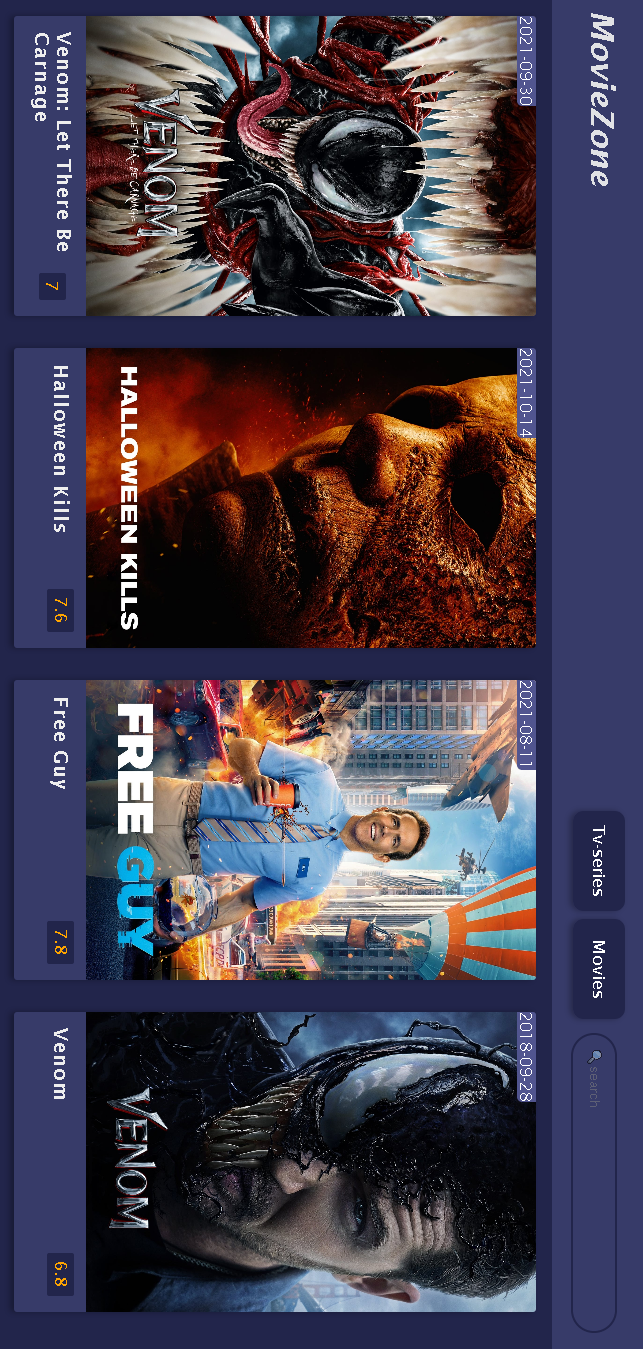 MovieZone
Tv-series
Movies
🔍 search
2021-09-30
VENOM
LET THERE BE CARNAGE
Venom: Let There Be
Carnage
7
2021-10-14
HALLOWEEN KILLS
Halloween Kills
7.6
2021-08-11
FREE GUY
Free Guy
7.8
2018-09-28
VENOM
Venom
6.8